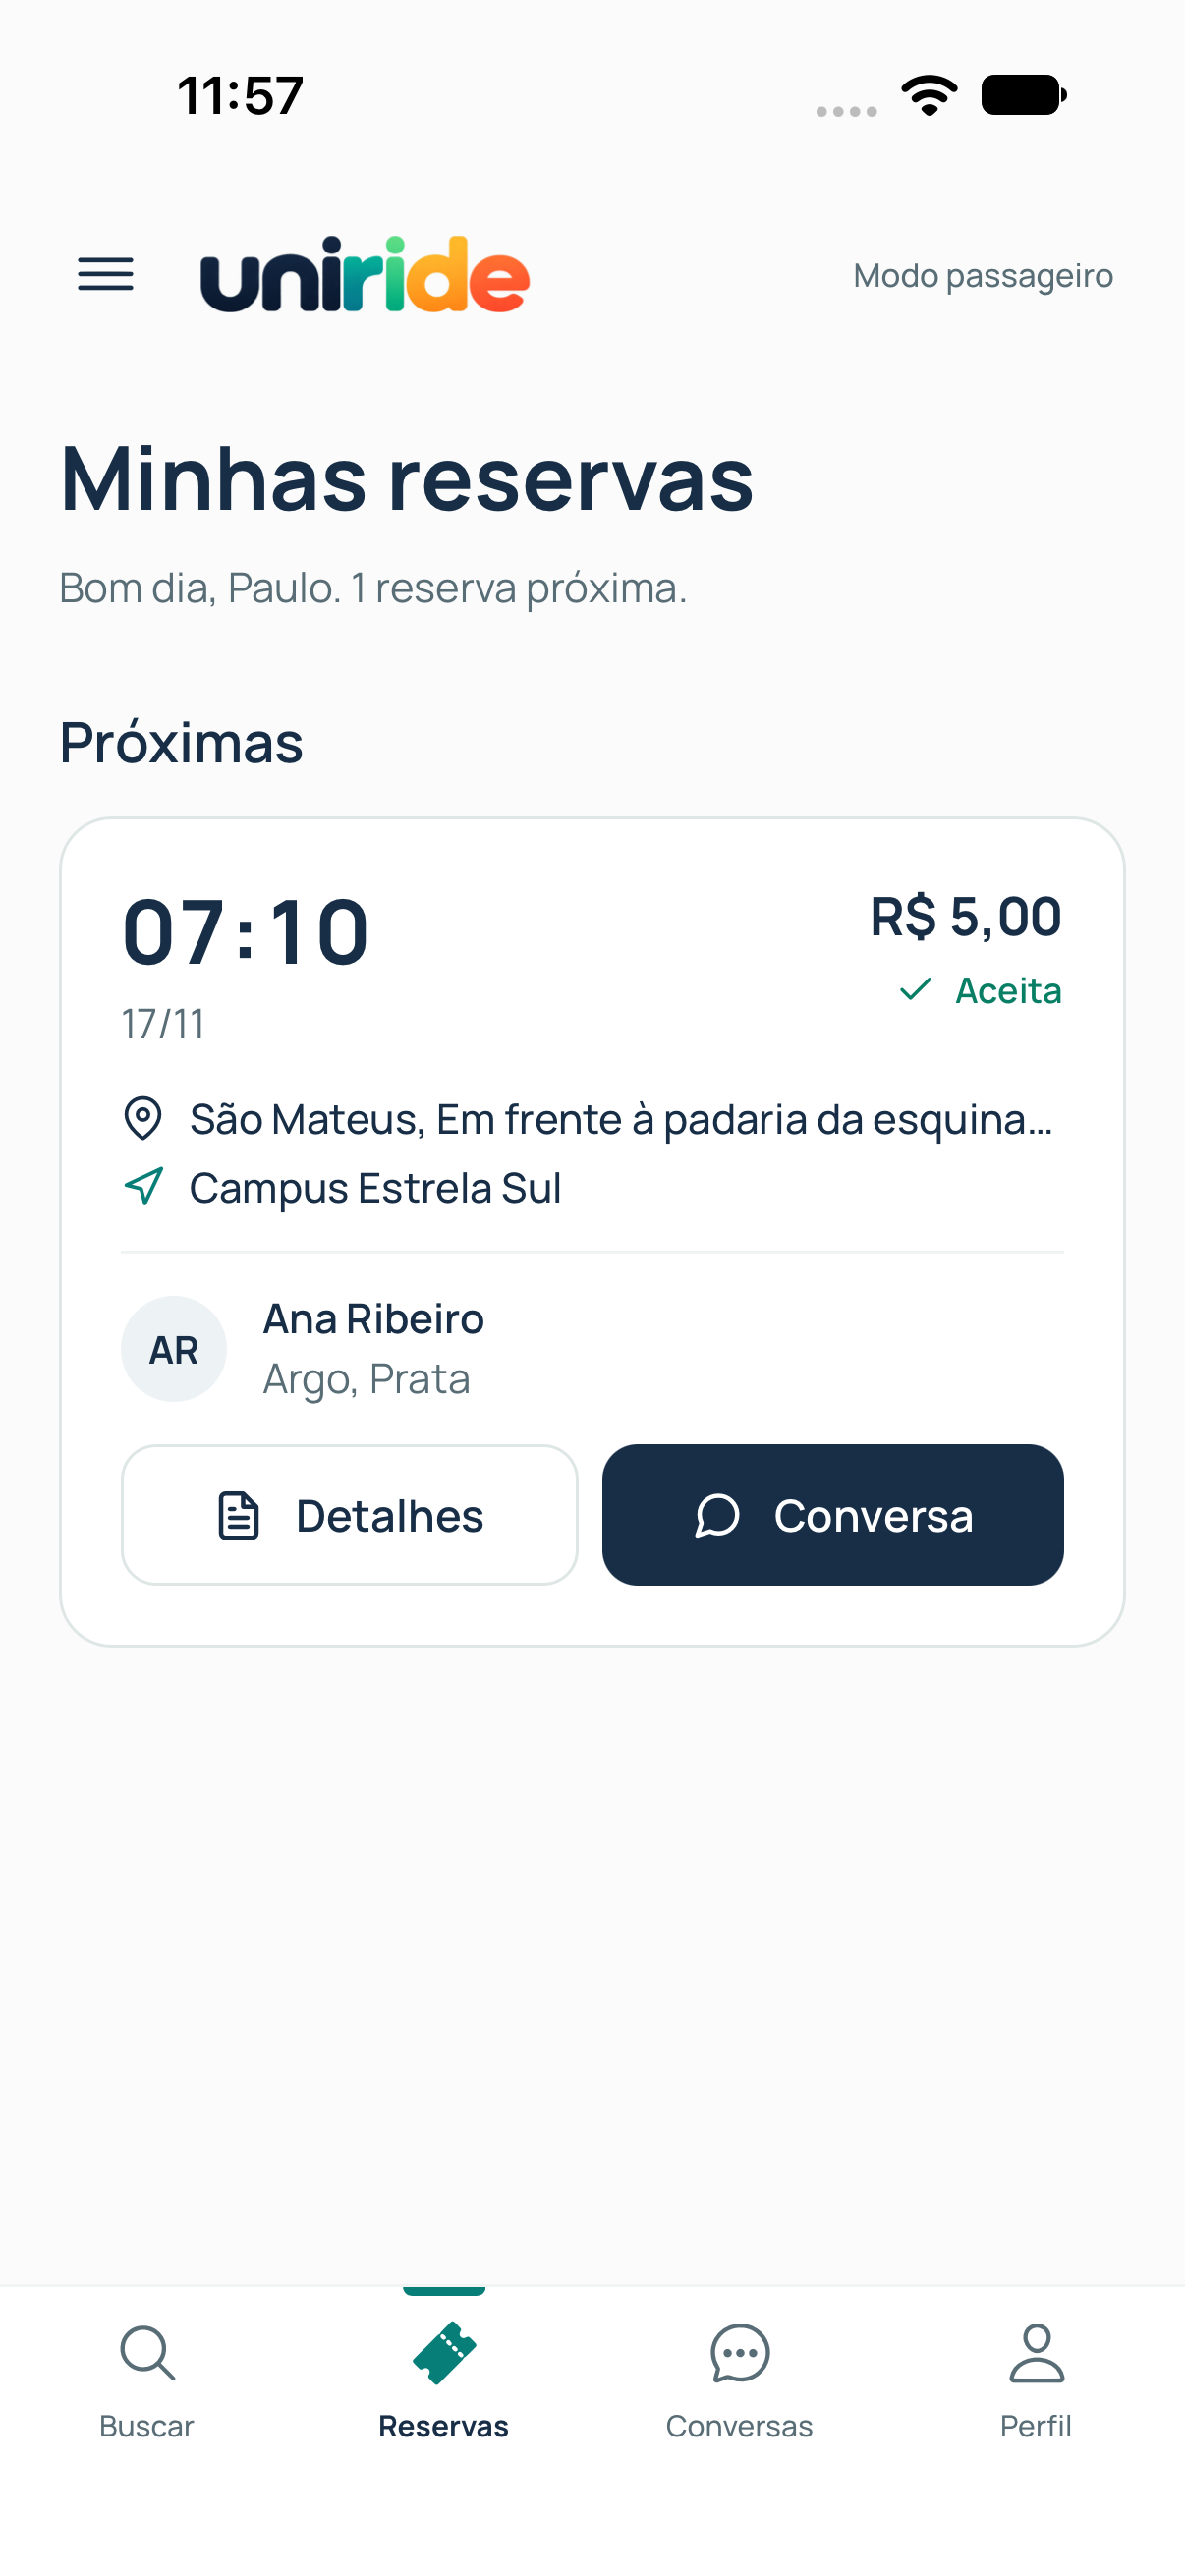 11:57
uniride
Modo passageiro
Minhas reservas
Bom dia, Paulo. 1 reserva próxima.
Próximas
07:10
R$ 5,00
Aceita
17/11
São Mateus, Em frente à padaria da esquina...
Campus Estrela Sul
AR
Ana Ribeiro
Argo, Prata
Detalhes
Conversa
Buscar
Reservas
Conversas
Perfil